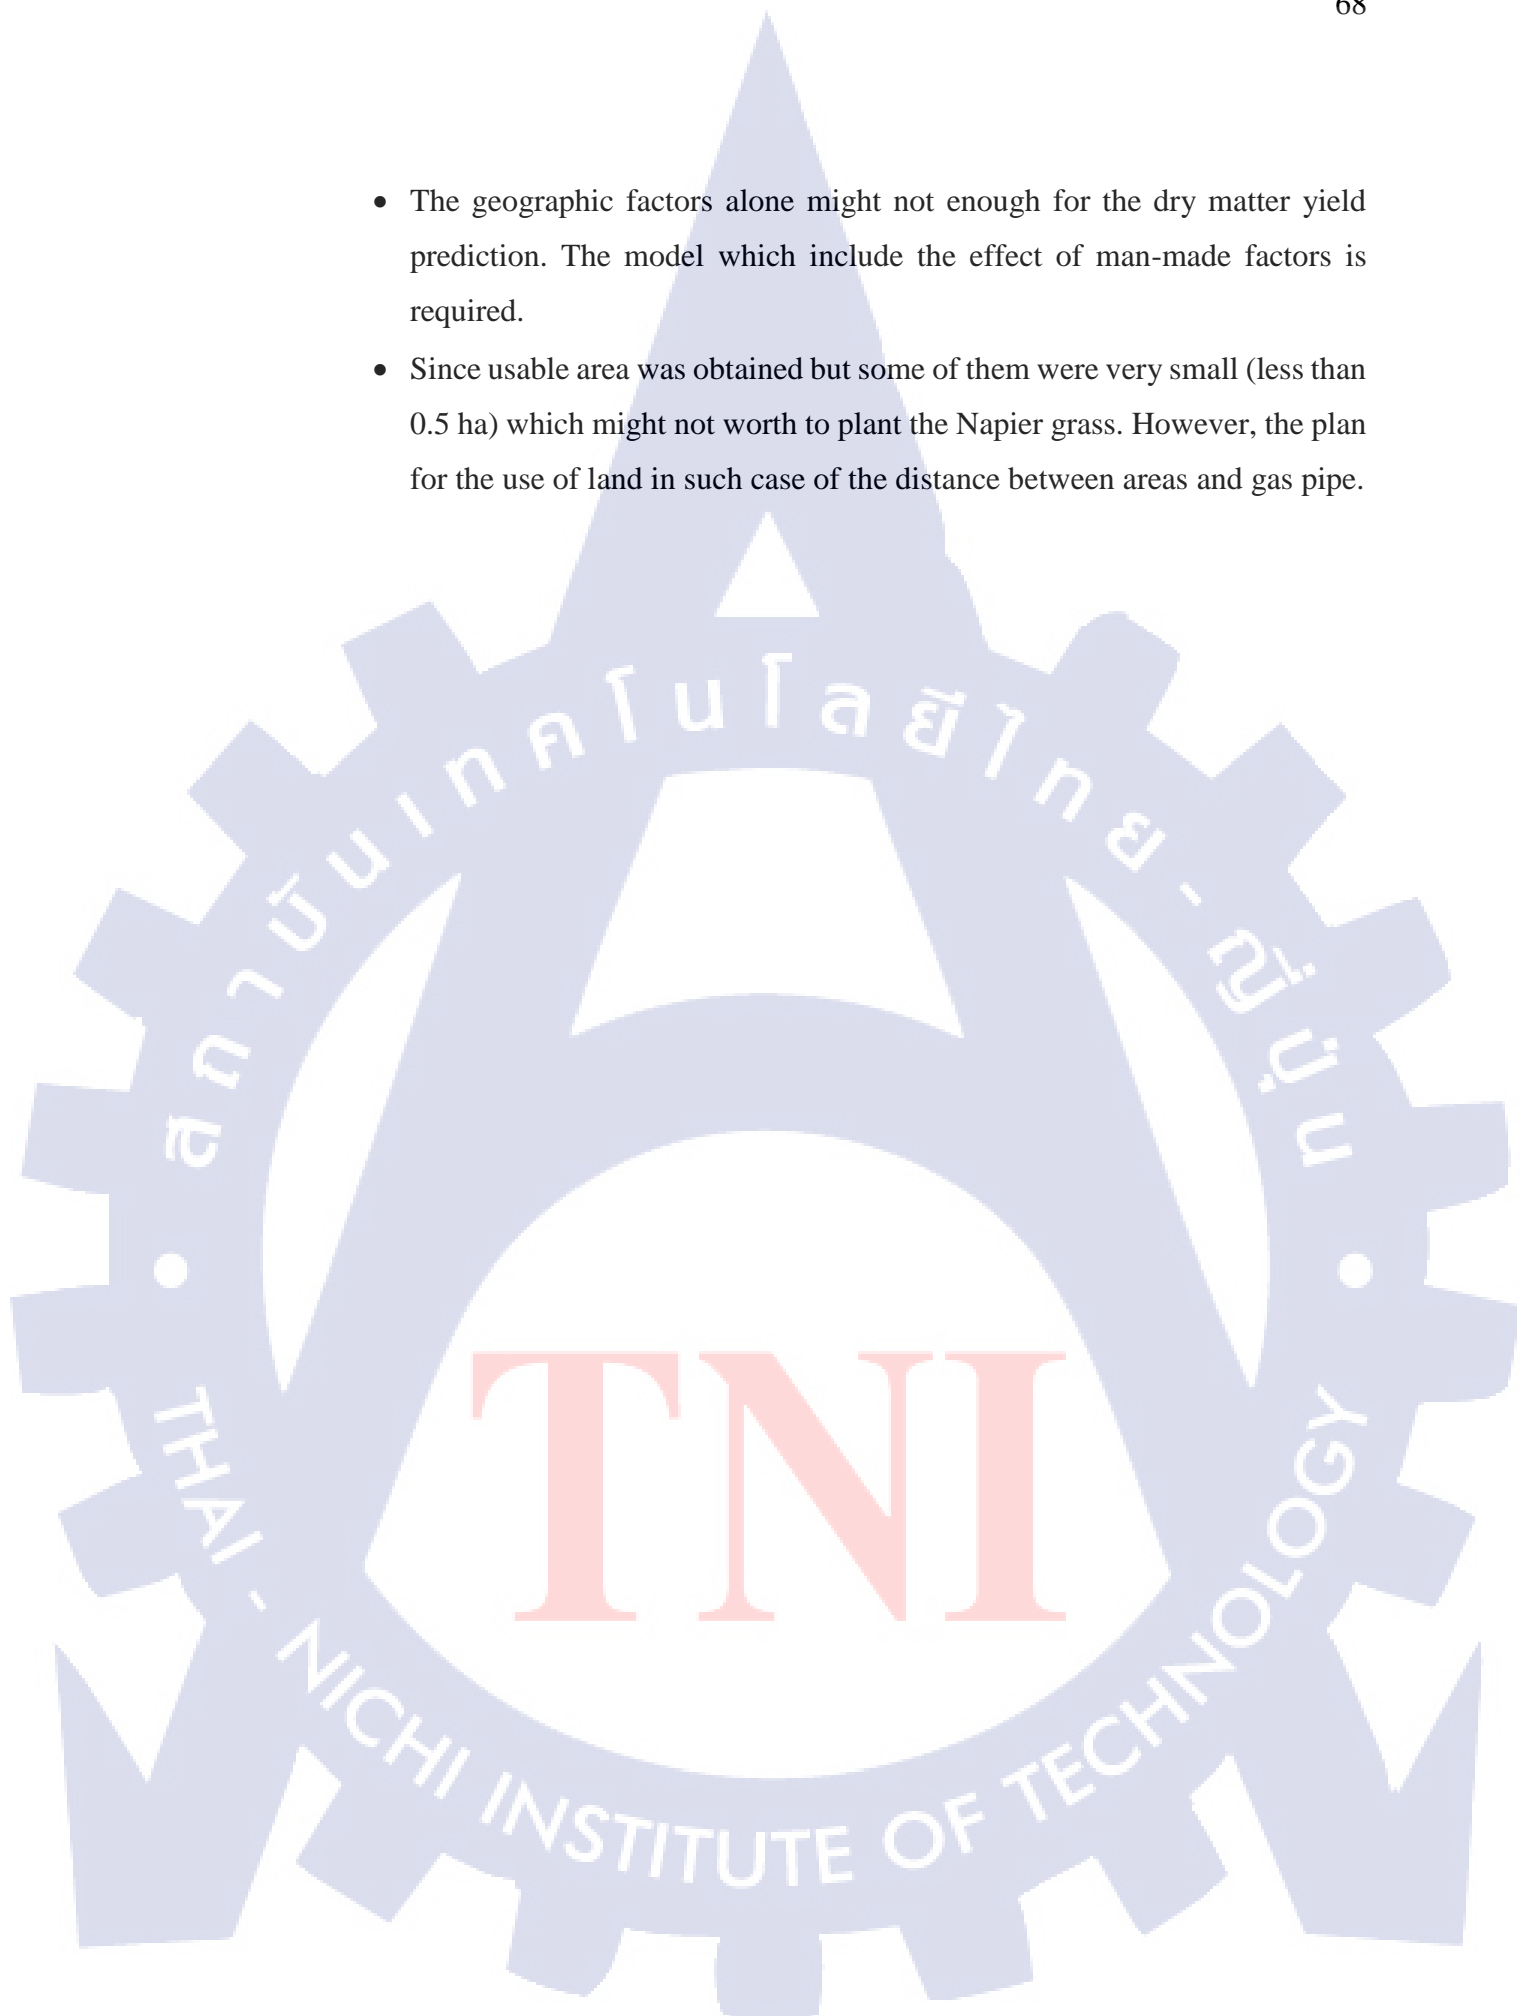 68
• The geographic factors alone might not enough for the dry matter yield
prediction. The model which include the effect of man-made factors is
required.
• Since usable area was obtained but some of them were very small (less than
0.5 ha) which might not worth to plant the Napier grass. However, the plan
for the use of land in such case of the distance between areas and gas pipe.
สถาบันเทคโนโลยีไทย - ญี่ปุ่น
TNI
THAI - NICHI INSTITUTE OF TECHNOLOGY